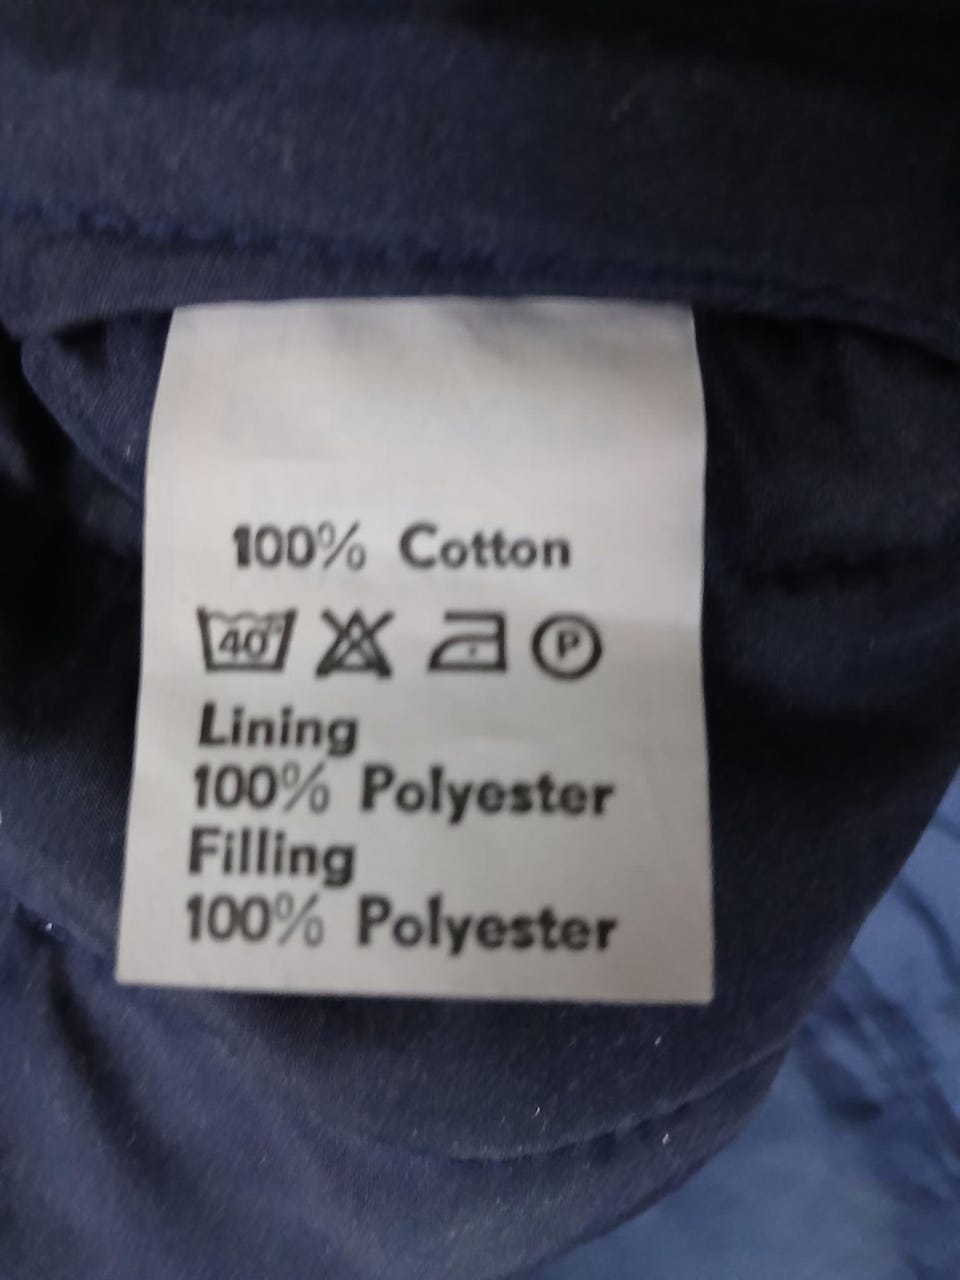 100% Cotton
40° P
Lining
100% Polyester
Filling
100% Polyester